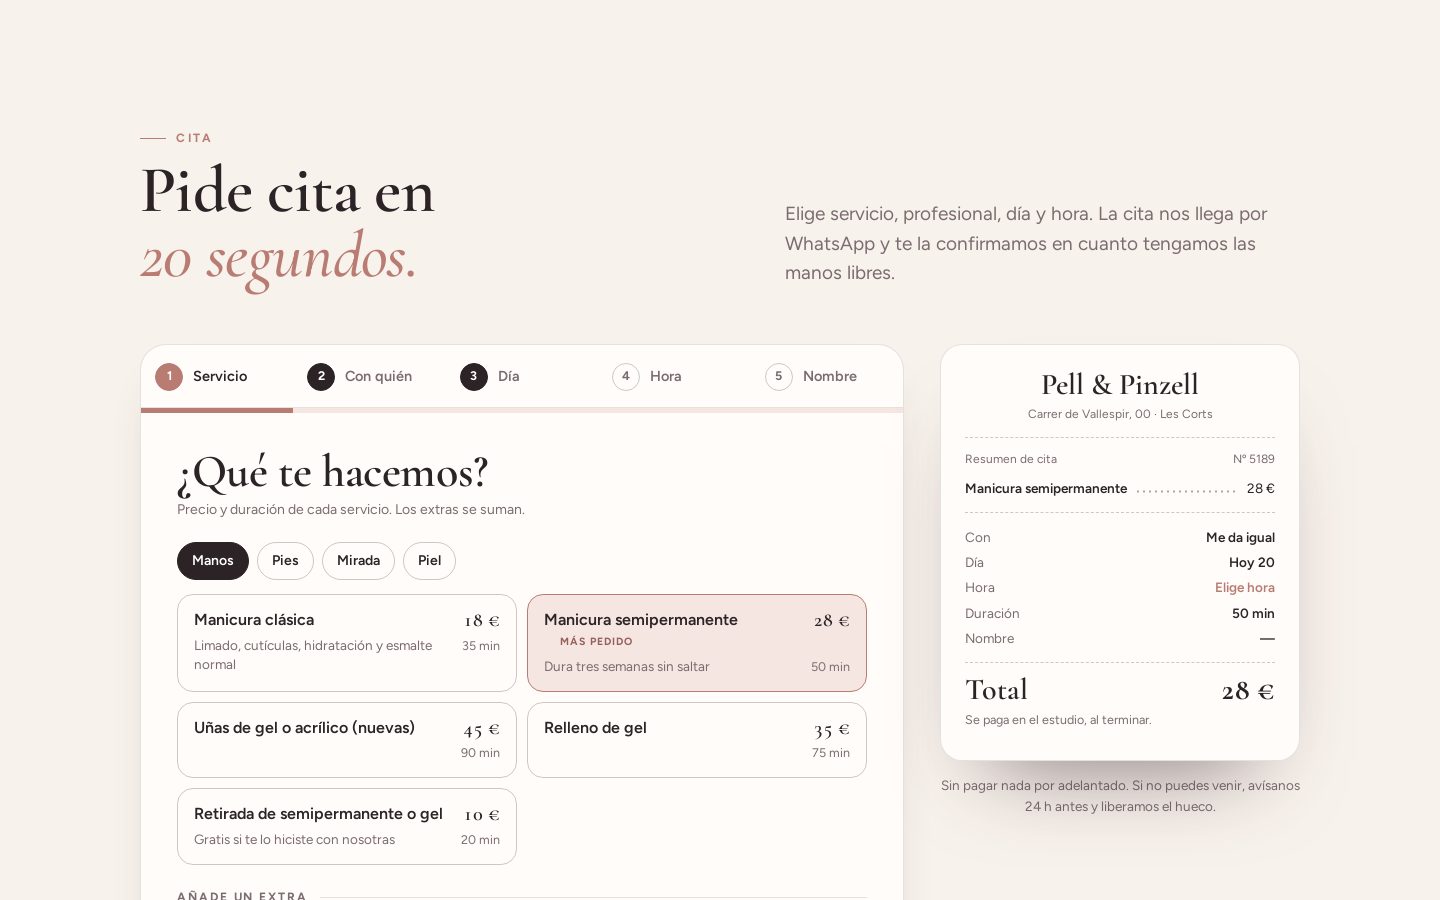 CITA
Pide cita en
20 segundos.
Elige servicio, profesional, día y hora. La cita nos llega por
WhatsApp y te la confirmamos en cuanto tengamos las
manos libres.
1 Servicio
2 Con quién
3 Día
4 Hora
5 Nombre
¿Qué te hacemos?
Precio y duración de cada servicio. Los extras se suman.
Manos
Pies
Mirada
Piel
Manicura clásica 18 €
Limado, cutículas, hidratación y esmalte 35 min
normal
Manicura semipermanente 28 €
MÁS PEDIDO
Dura tres semanas sin saltar 50 min
Uñas de gel o acrílico (nuevas) 45 €
90 min
Relleno de gel 35 €
75 min
Retirada de semipermanente o gel 10 €
Gratis si te lo hiciste con nosotras 20 min
AÑADE UN EXTRA
Pell & Pinzell
Carrer de Vallespir, 00 · Les Corts
Resumen de cita Nº 5189
Manicura semipermanente 28 €
Con Me da igual
Día Hoy 20
Hora Elige hora
Duración 50 min
Nombre —
Total 28 €
Se paga en el estudio, al terminar.
Sin pagar nada por adelantado. Si no puedes venir, avísanos
24 h antes y liberamos el hueco.